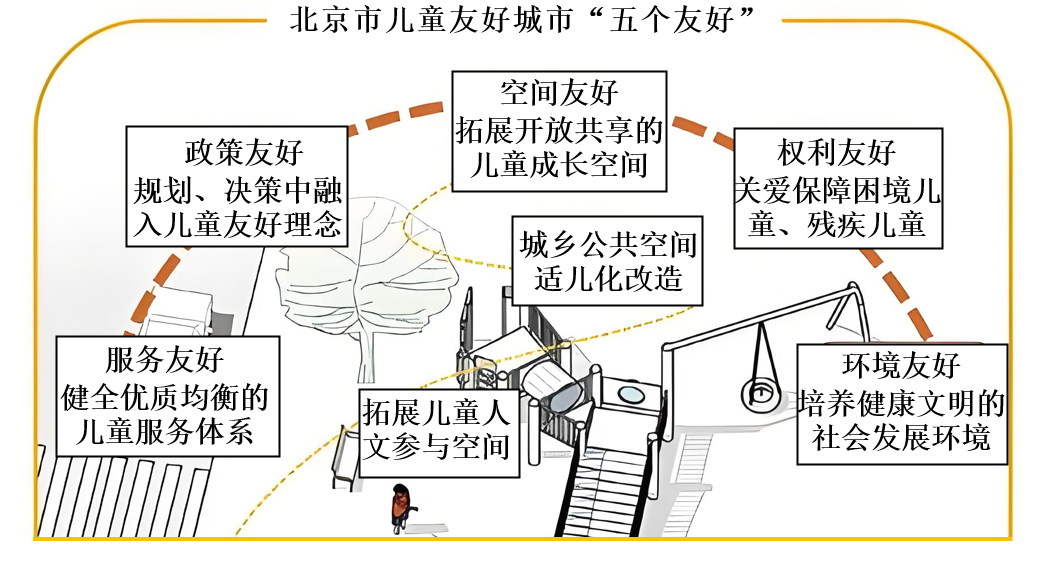 北京市儿童友好城市“五个友好”
空间友好
拓展开放共享的
儿童成长空间
政策友好
规划、决策中融
入儿童友好理念
权利友好
关爱保障困境儿
童、残疾儿童
城乡公共空间
适儿化改造
服务友好
健全优质均衡的
儿童服务体系
拓展儿童人
文参与空间
环境友好
培养健康文明的
社会发展环境